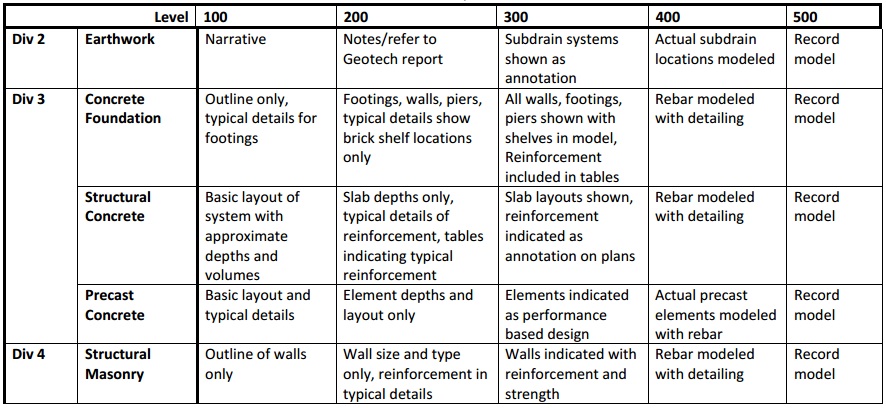 Level 100 200 300 400 500
Div 2 Earthwork Narrative Notes/refer to Subdrain systems Actual subdrain Record
Geotech report shown as locations modeled model
annotation
Div 3 Concrete Outline only, Footings, walls, piers, All walls, footings, Rebar modeled Record
Foundation typical details for typical details show piers shown with with detailing model
footings brick shelf locations shelves in model,
only Reinforcement
included in tables
Structural Basic layout of Slab depths only, Slab layouts shown, Rebar modeled Record
Concrete system with typical details of reinforcement with detailing model
approximate reinforcement, tables indicated as
depths and indicating typical annotation on plans
volumes reinforcement
Precast Basic layout and Element depths and Elements indicated Actual precast Record
Concrete typical details layout only as performance elements modeled model
based design with rebar
Div 4 Structural Outline of walls Wall size and type Walls indicated with Rebar modeled Record
Masonry only only, reinforcement in reinforcement and with detailing model
typical details strength